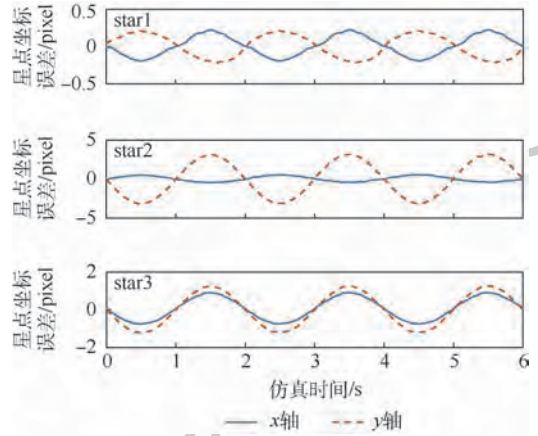 0.5
star1
0
-0.5
星点坐标
误差/pixel
5
star2
0
-5
星点坐标
误差/pixel
2
star3
0
-2
星点坐标
误差/pixel
0 1 2 3 4 5 6
仿真时间/s
x轴 y轴